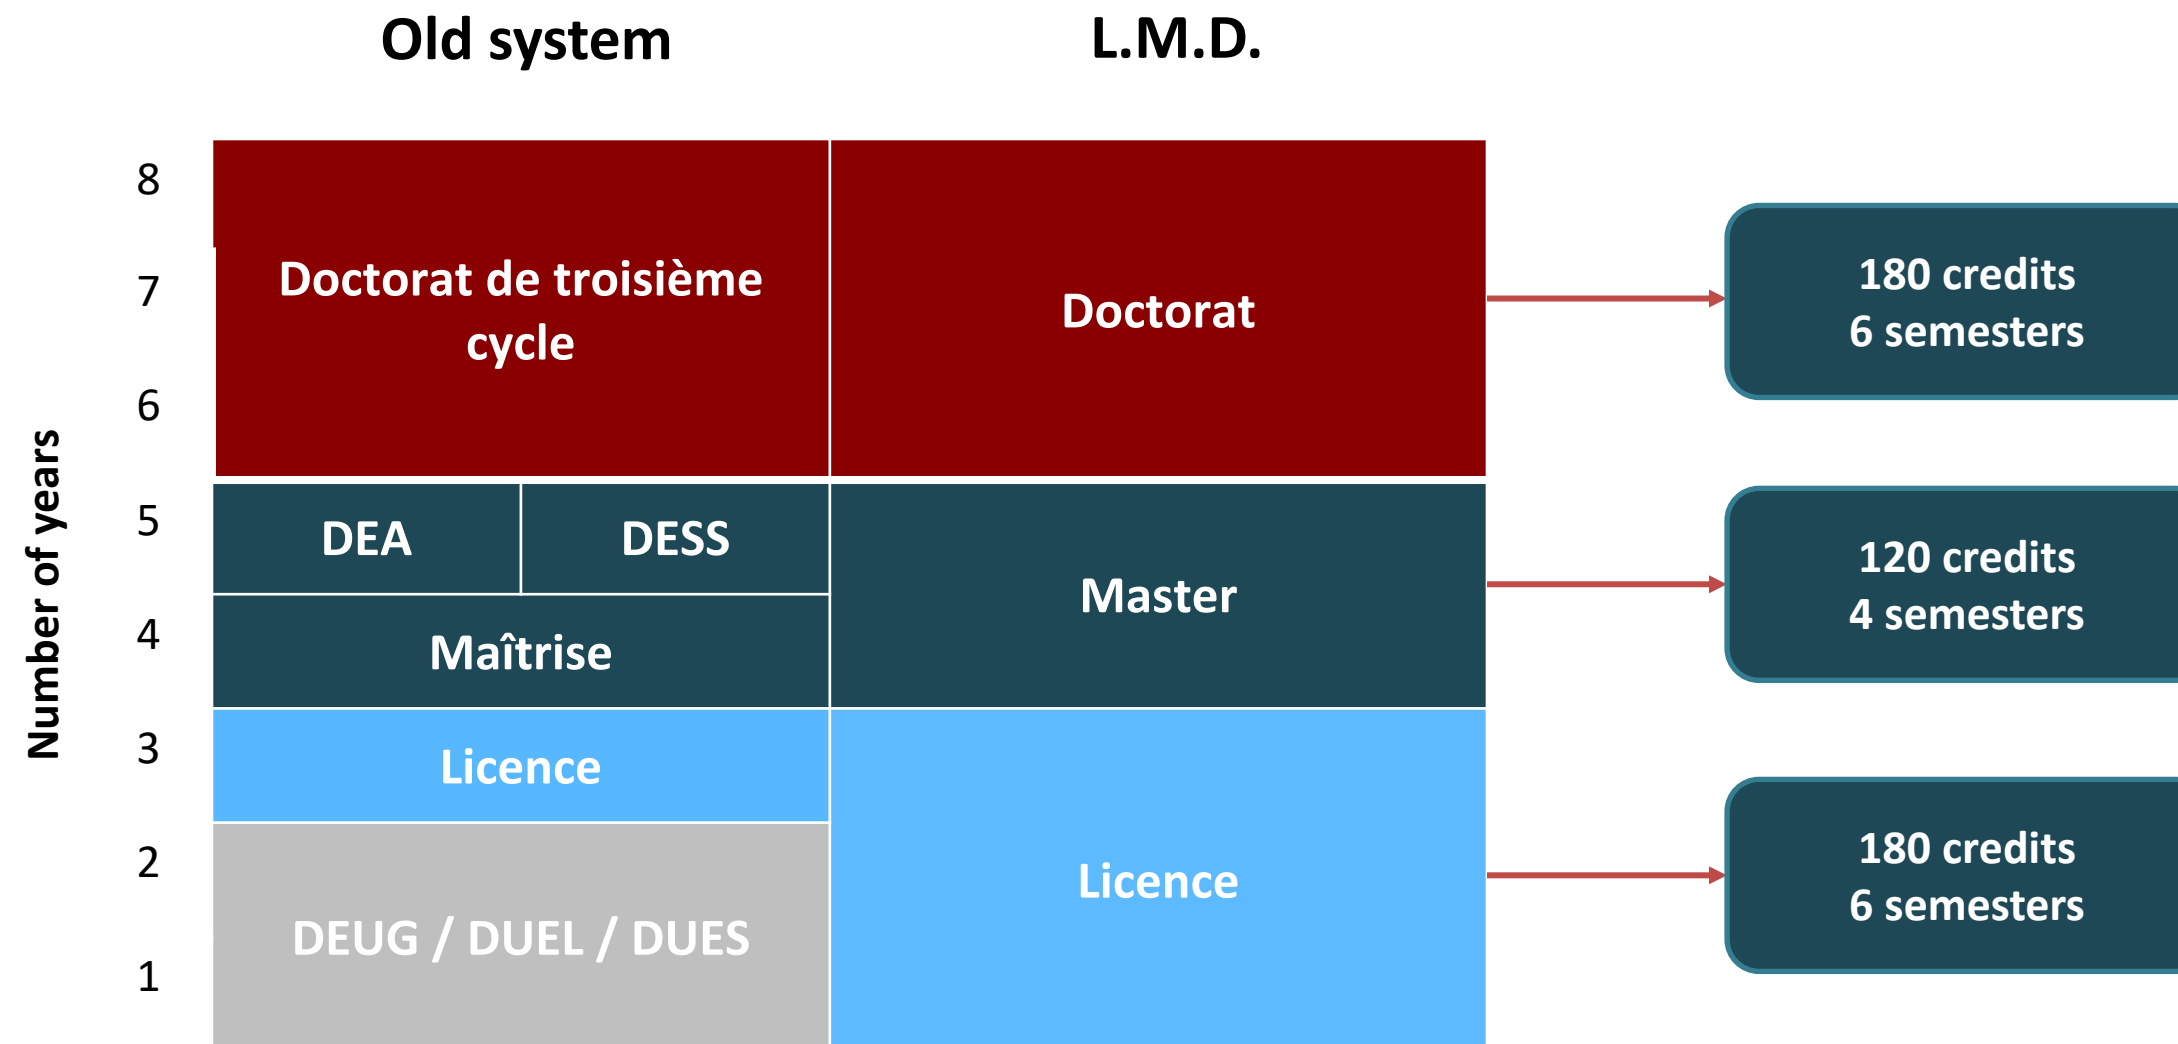 Old system
L.M.D.
Number of years
8
7
6
5
4
3
2
1
Doctorat de troisième
cycle
Doctorat
180 credits
6 semesters
DEA
DESS
Maîtrise
Master
120 credits
4 semesters
Licence
DEUG / DUEL / DUES
Licence
180 credits
6 semesters